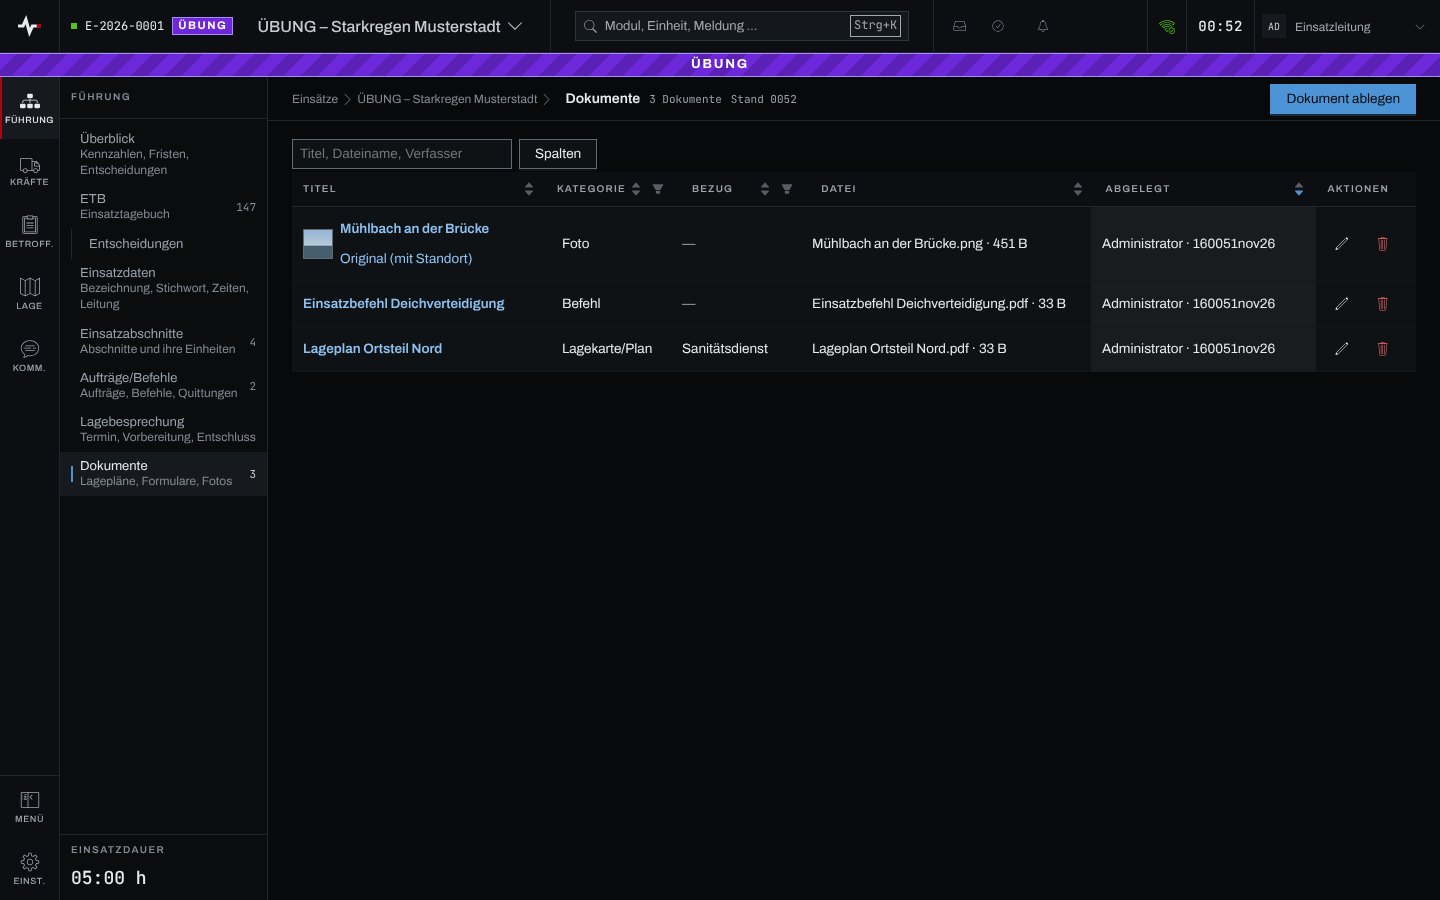 E-2026-0001 ÜBUNG ÜBUNG – Starkregen Musterstadt Modul, Einheit, Meldung ... Strg+K 00:52 AD Einsatzleitung
ÜBUNG
FÜHRUNG
KRÄFTE
BETROFF.
LAGE
KOMM.
MENÜ
EINST.
FÜHRUNG
Überblick
Kennzahlen, Fristen,
Entscheidungen
ETB
Einsatztagebuch
147
Entscheidungen
Einsatzdaten
Bezeichnung, Stichwort, Zeiten,
Leitung
Einsatzabschnitte
Abschnitte und ihre Einheiten
4
Aufträge/Befehle
Aufträge, Befehle, Quittungen
2
Lagebesprechung
Termin, Vorbereitung, Entschluss
Dokumente
Lagepläne, Formulare, Fotos
3
EINSATZDAUER
05:00 h
Einsätze ÜBUNG – Starkregen Musterstadt Dokumente 3 Dokumente Stand 0052 Dokument ablegen
Titel, Dateiname, Verfasser Spalten
TITEL KATEGORIE BEZUG DATEI ABGELEGT AKTIONEN
Mühlbach an der Brücke
Original (mit Standort)
Foto — Mühlbach an der Brücke.png · 451 B Administrator · 160051nov26
Einsatzbefehl Deichverteidigung Befehl — Einsatzbefehl Deichverteidigung.pdf · 33 B Administrator · 160051nov26
Lageplan Ortsteil Nord Lagekarte/Plan Sanitätsdienst Lageplan Ortsteil Nord.pdf · 33 B Administrator · 160051nov26